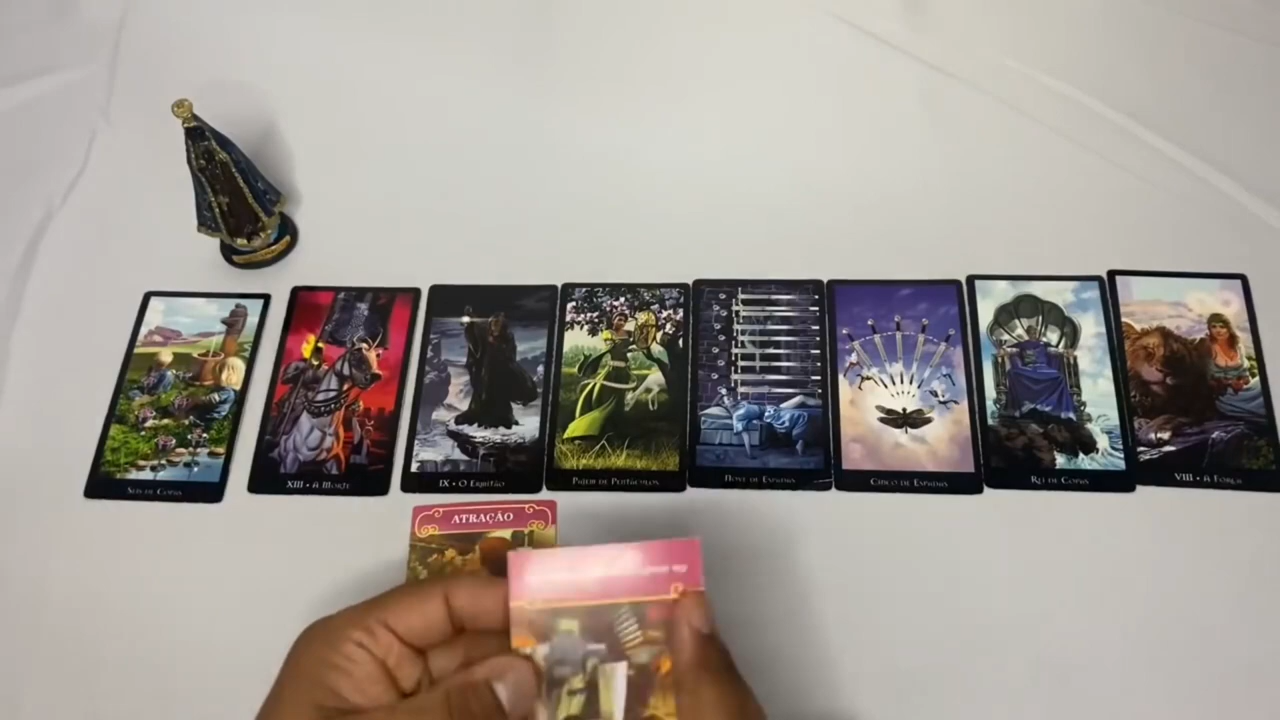 SEIS DE COPAS
XIII • A MORTE
IX • O ERMITÃO
PAJEM DE PENTÁCULOS
NOVE DE ESPADAS
CINCO DE ESPADAS
REI DE COPAS
VIII • A FORÇA
ATRAÇÃO